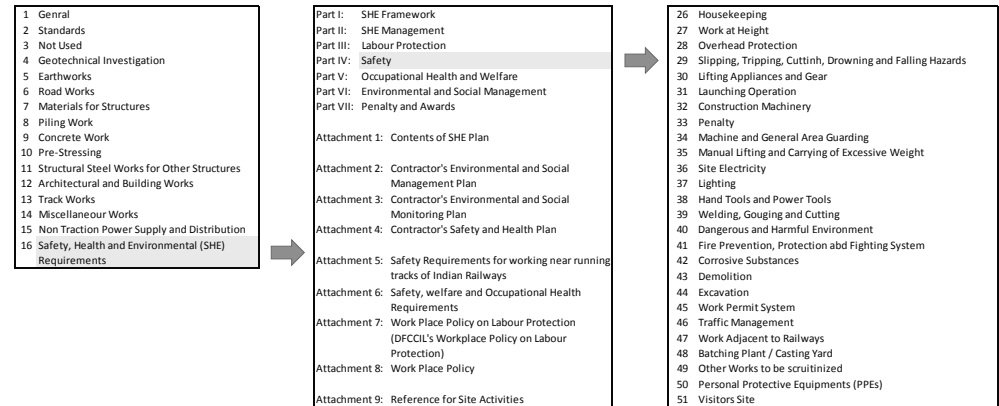 1 Genral
2 Standards
3 Not Used
4 Geotechnical Investigation
5 Earthworks
6 Road Works
7 Materials for Structures
8 Piling Work
9 Concrete Work
10 Pre-Stressing
11 Structural Steel Works for Other Structures
12 Architectural and Building Works
13 Track Works
14 Miscellaneour Works
15 Non Traction Power Supply and Distribution
16 Safety, Health and Environmental (SHE)
Requirements
Part I: SHE Framework
Part II: SHE Management
Part III: Labour Protection
Part IV: Safety
Part V: Occupational Health and Welfare
Part VI: Environmental and Social Management
Part VII: Penalty and Awards
Attachment 1: Contents of SHE Plan
Attachment 2: Contractor's Environmental and Social
Management Plan
Attachment 3: Contractor's Environmental and Social
Monitoring Plan
Attachment 4: Contractor's Safety and Health Plan
Attachment 5: Safety Requirements for working near running
tracks of Indian Railways
Attachment 6: Safety, welfare and Occupational Health
Requirements
Attachment 7: Work Place Policy on Labour Protection
(DFCCIL's Workplace Policy on Labour
Protection)
Attachment 8: Work Place Policy
Attachment 9: Reference for Site Activities
26 Housekeeping
27 Work at Height
28 Overhead Protection
29 Slipping, Tripping, Cuttinh, Drowning and Falling Hazards
30 Lifting Appliances and Gear
31 Launching Operation
32 Construction Machinery
33 Penalty
34 Machine and General Area Guarding
35 Manual Lifting and Carrying of Excessive Weight
36 Site Electricity
37 Lighting
38 Hand Tools and Power Tools
39 Welding, Gouging and Cutting
40 Dangerous and Harmful Environment
41 Fire Prevention, Protection abd Fighting System
42 Corrosive Substances
43 Demolition
44 Excavation
45 Work Permit System
46 Traffic Management
47 Work Adjacent to Railways
48 Batching Plant / Casting Yard
49 Other Works to be scruitinized
50 Personal Protective Equipments (PPEs)
51 Visitors Site